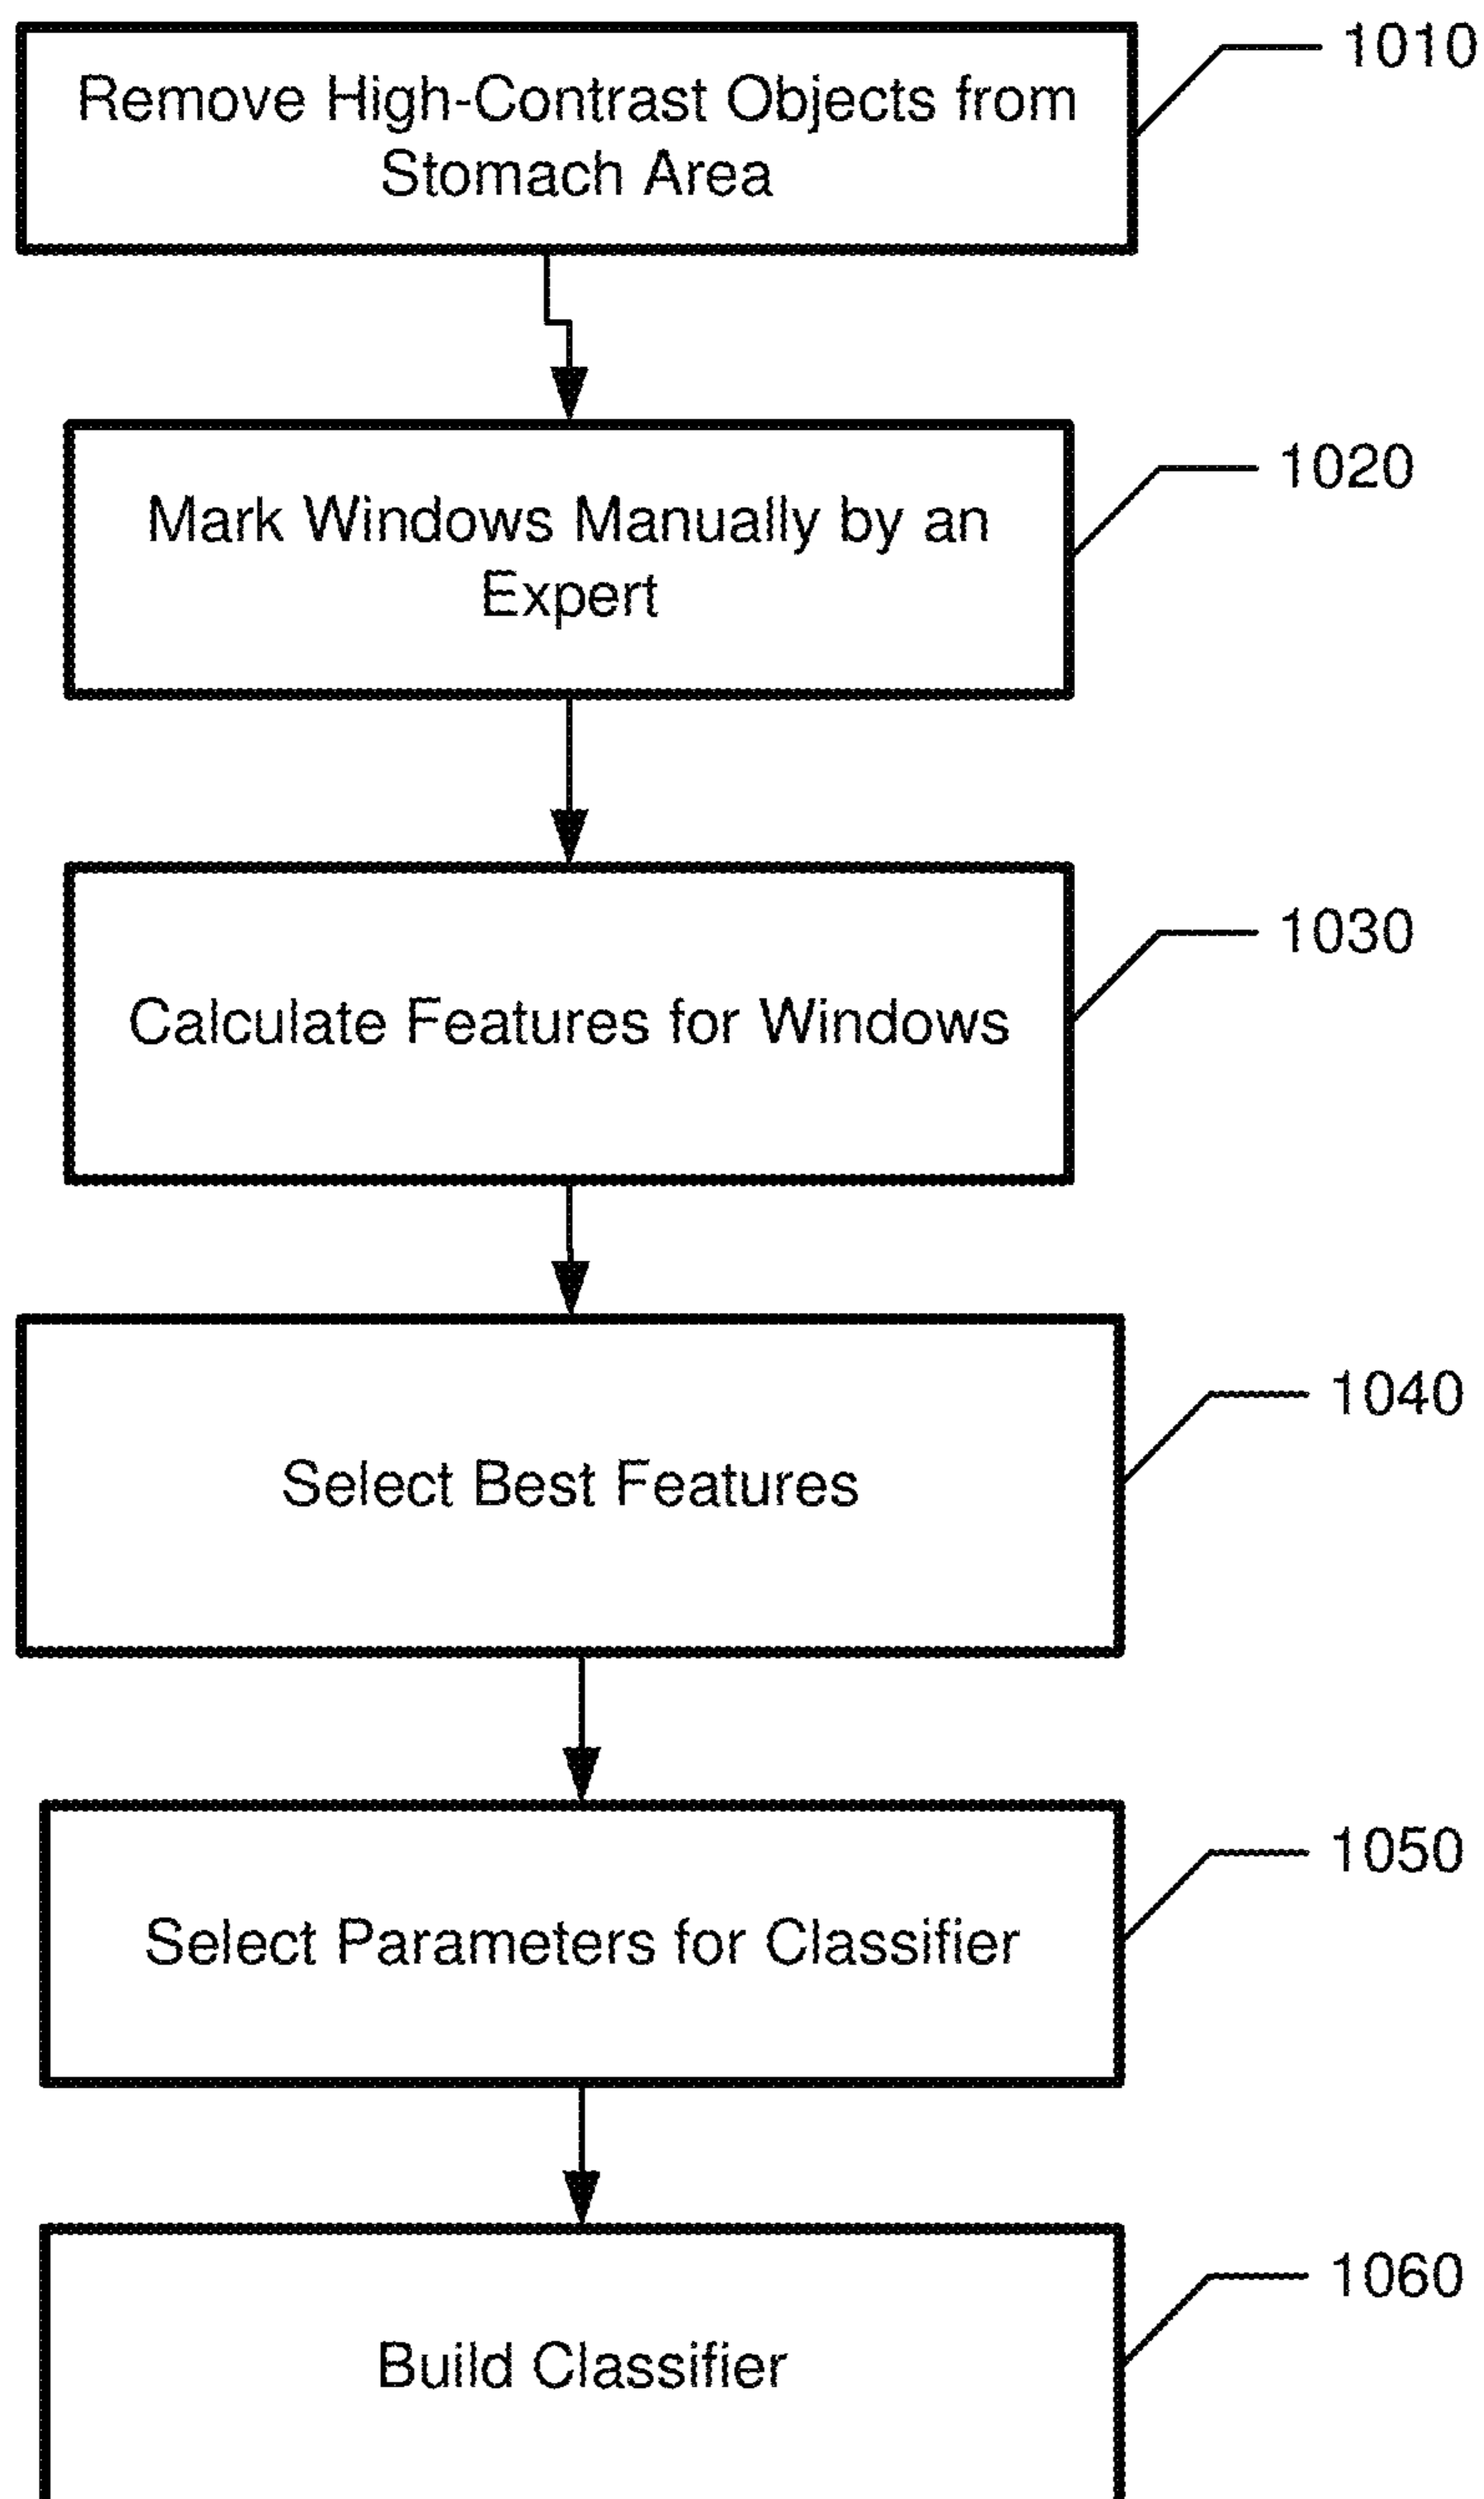 1010
Remove High-Contrast Objects from
Stomach Area
1020
Mark Windows Manually by an
Expert
1030
Calculate Features for Windows
1040
Select Best Features
1050
Select Parameters for Classifier
1060
Build Classifier